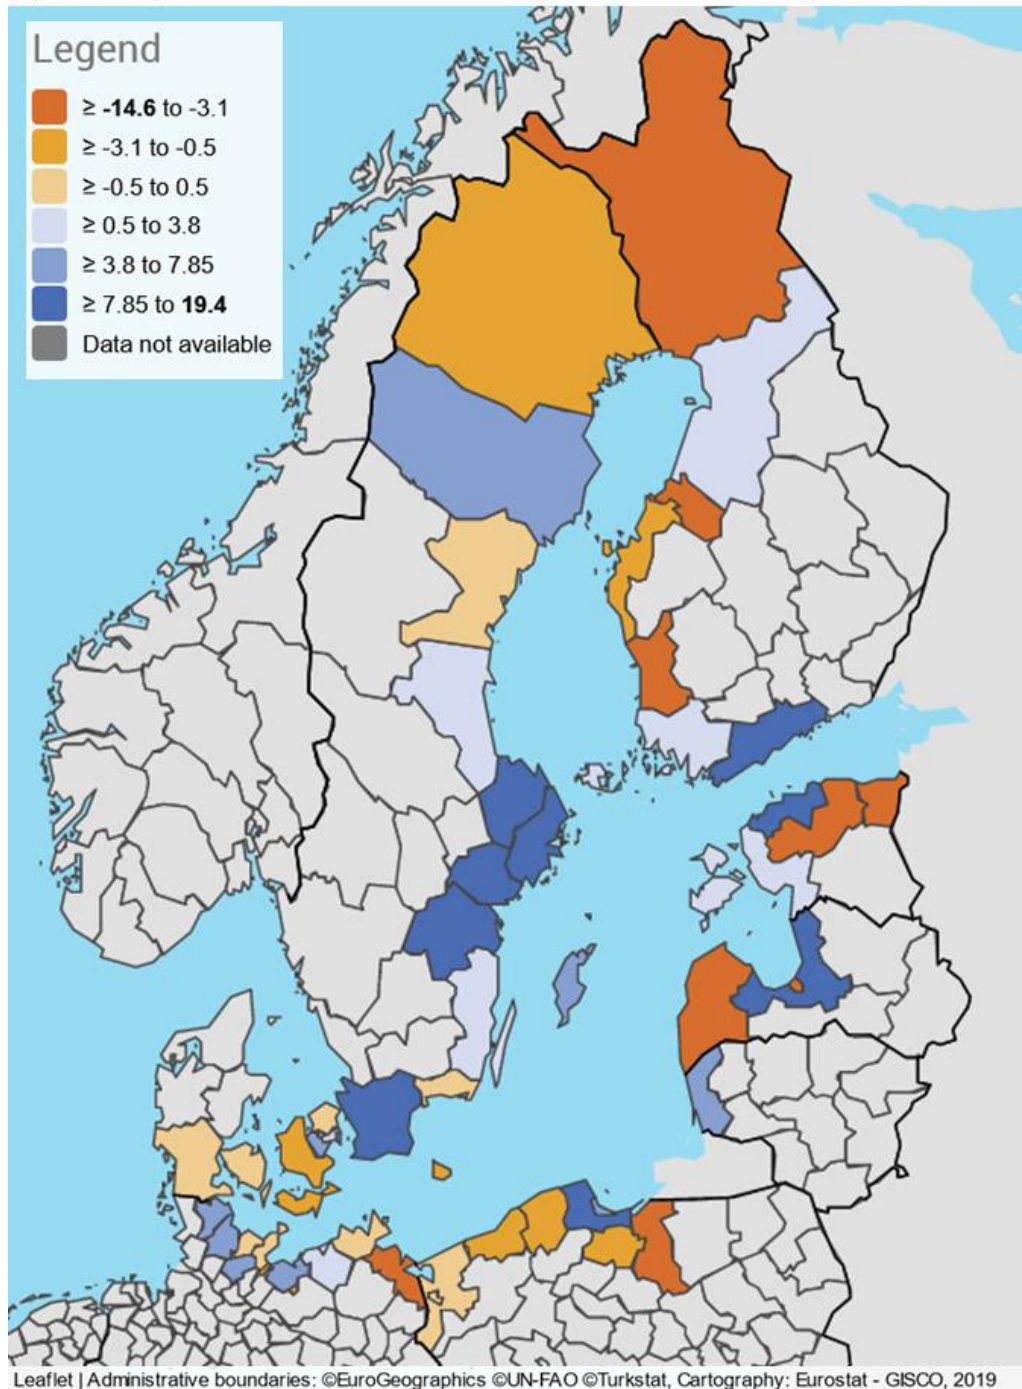 Legend
≥ -14.6 to -3.1
≥ -3.1 to -0.5
≥ -0.5 to 0.5
≥ 0.5 to 3.8
≥ 3.8 to 7.85
≥ 7.85 to 19.4
Data not available
Leaflet | Administrative boundaries: ©EuroGeographics ©UN-FAO ©Turkstat, Cartography: Eurostat - GISCO, 2019